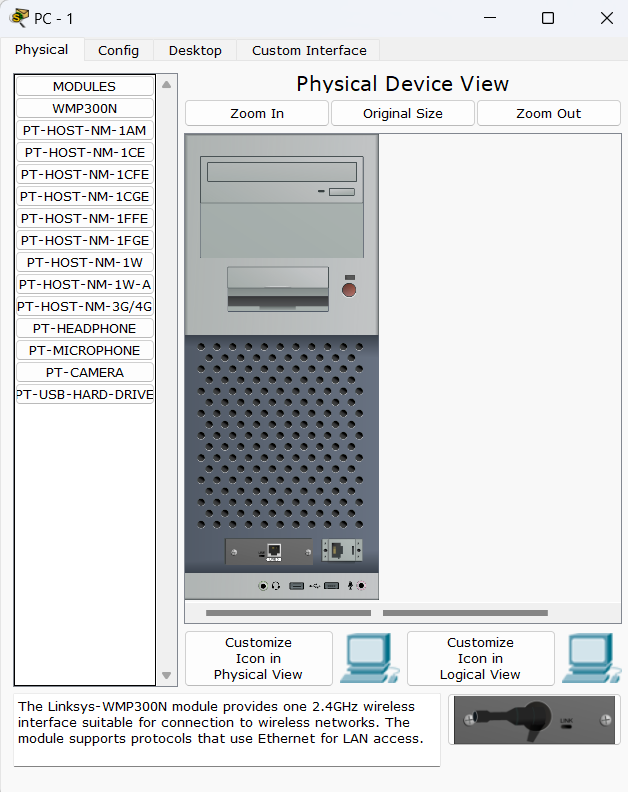 PC - 1
Physical
Config
Desktop
Custom Interface
MODULES
WMP300N
PT-HOST-NM-1AM
PT-HOST-NM-1CE
PT-HOST-NM-1CFE
PT-HOST-NM-1CGE
PT-HOST-NM-1FFE
PT-HOST-NM-1FGE
PT-HOST-NM-1W
PT-HOST-NM-1W-A
PT-HOST-NM-3G/4G
PT-HEADPHONE
PT-MICROPHONE
PT-CAMERA
PT-USB-HARD-DRIVE
Physical Device View
Zoom In
Original Size
Zoom Out
Customize
Icon in
Physical View
Customize
Icon in
Logical View
The Linksys-WMP300N module provides one 2.4GHz wireless
interface suitable for connection to wireless networks. The
module supports protocols that use Ethernet for LAN access.
LINK